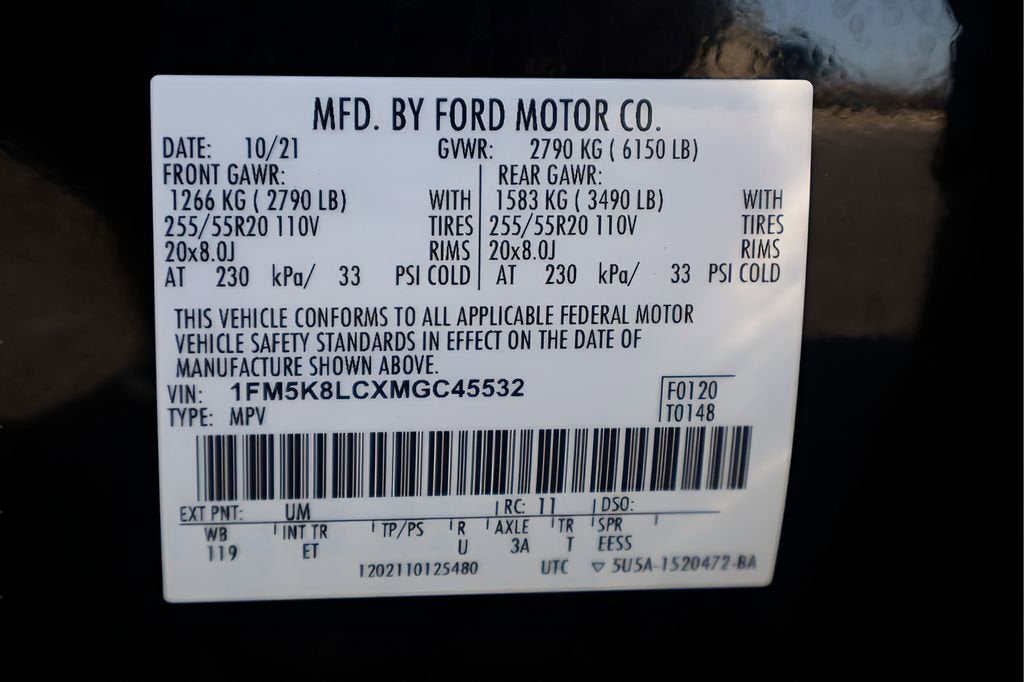 MFD. BY FORD MOTOR CO.
DATE: 10/21 GVWR: 2790 KG ( 6150 LB)
FRONT GAWR: REAR GAWR:
1266 KG ( 2790 LB) WITH 1583 KG ( 3490 LB) WITH
255/55R20 110V TIRES 255/55R20 110V TIRES
20x8.0J RIMS 20x8.0J RIMS
AT 230 kPa/ 33 PSI COLD AT 230 kPa/ 33 PSI COLD
THIS VEHICLE CONFORMS TO ALL APPLICABLE FEDERAL MOTOR
VEHICLE SAFETY STANDARDS IN EFFECT ON THE DATE OF
MANUFACTURE SHOWN ABOVE.
VIN: 1FM5K8LCXMGC45532 F0120
TYPE: MPV T0148
EXT PNT: UM RC: 11 DSO:
WB INT TR TP/PS R AXLE TR SPR
119 ET U 3A T EESS
1202110125480 UTC ▽ 5U5A-1520472-BA